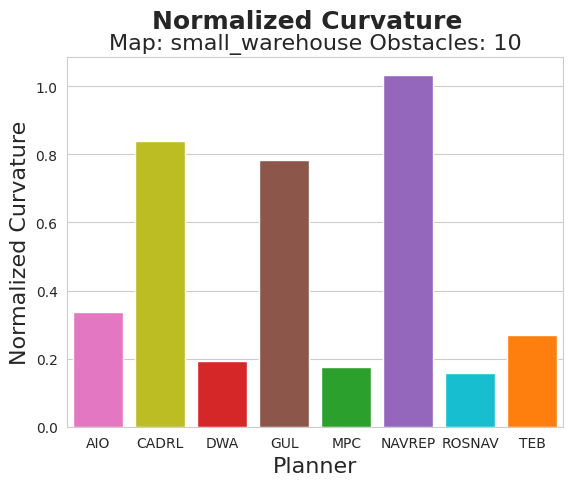 Normalized Curvature
Map: small_warehouse Obstacles: 10
Normalized Curvature
1.0
0.8
0.6
0.4
0.2
0.0
AIO CADRL DWA GUL MPC NAVREP ROSNAV TEB
Planner